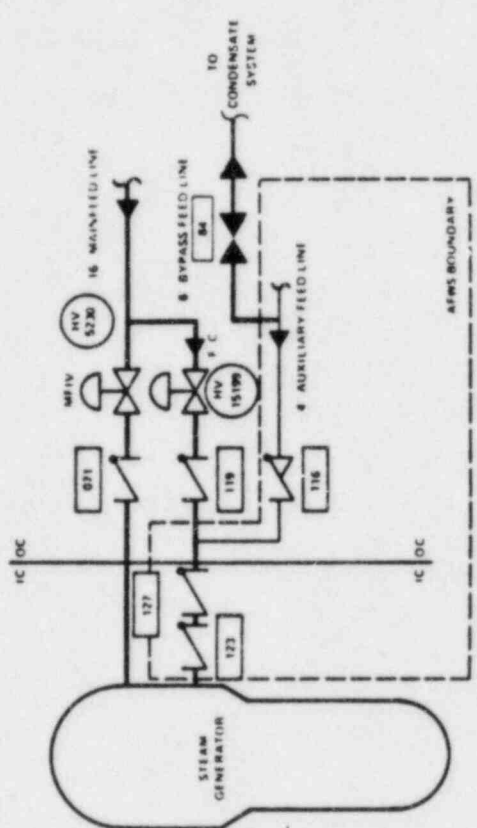 TO
CONDENSATE
SYSTEM
16 MAINFEED LINE
6 BYPASS FEED LINE
84
HV
5230
MFIV
F C
HV
15199
4 AUXILIARY FEED LINE
AFWS BOUNDARY
071
119
116
IC OC
IC OC
127
123
STEAM
GENERATOR